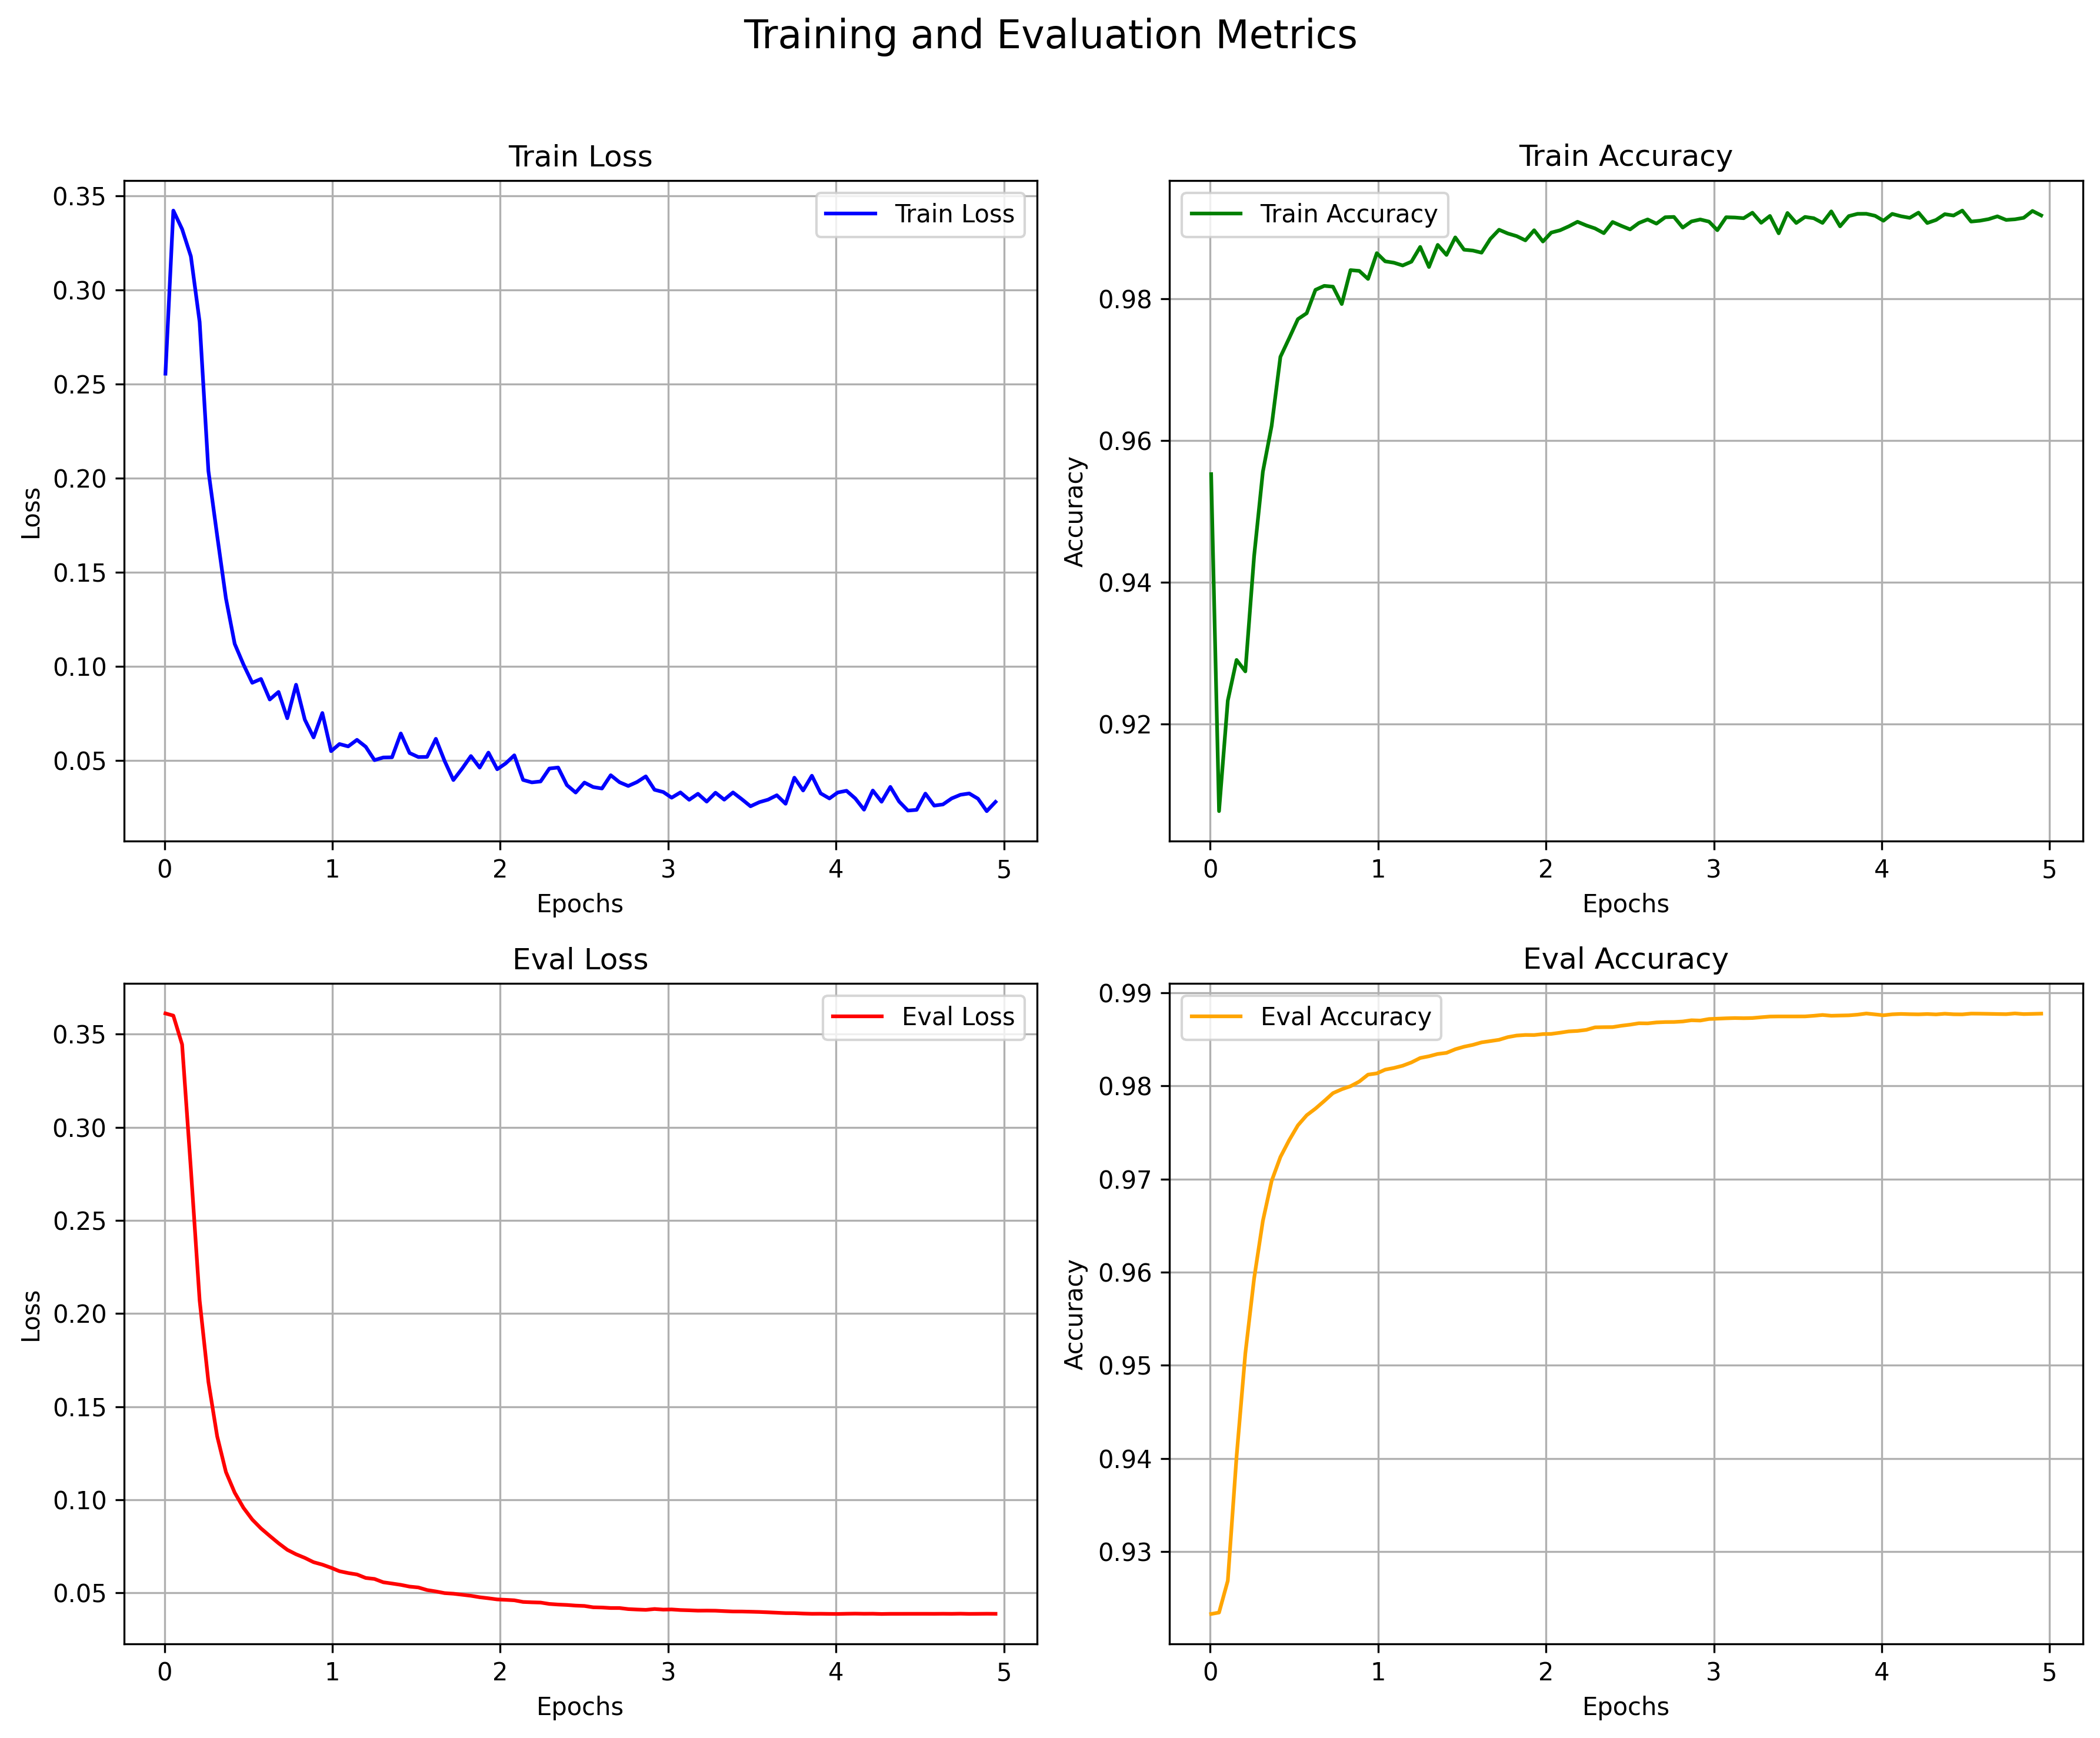 Training and Evaluation Metrics
Train Loss
Train Loss
0.35
0.30
0.25
0.20
0.15
0.10
0.05
Loss
0 1 2 3 4 5
Epochs
Train Accuracy
Train Accuracy
0.98
0.96
0.94
0.92
Accuracy
0 1 2 3 4 5
Epochs
Eval Loss
Eval Loss
0.35
0.30
0.25
0.20
0.15
0.10
0.05
Loss
0 1 2 3 4 5
Epochs
Eval Accuracy
Eval Accuracy
0.99
0.98
0.97
0.96
0.95
0.94
0.93
Accuracy
0 1 2 3 4 5
Epochs